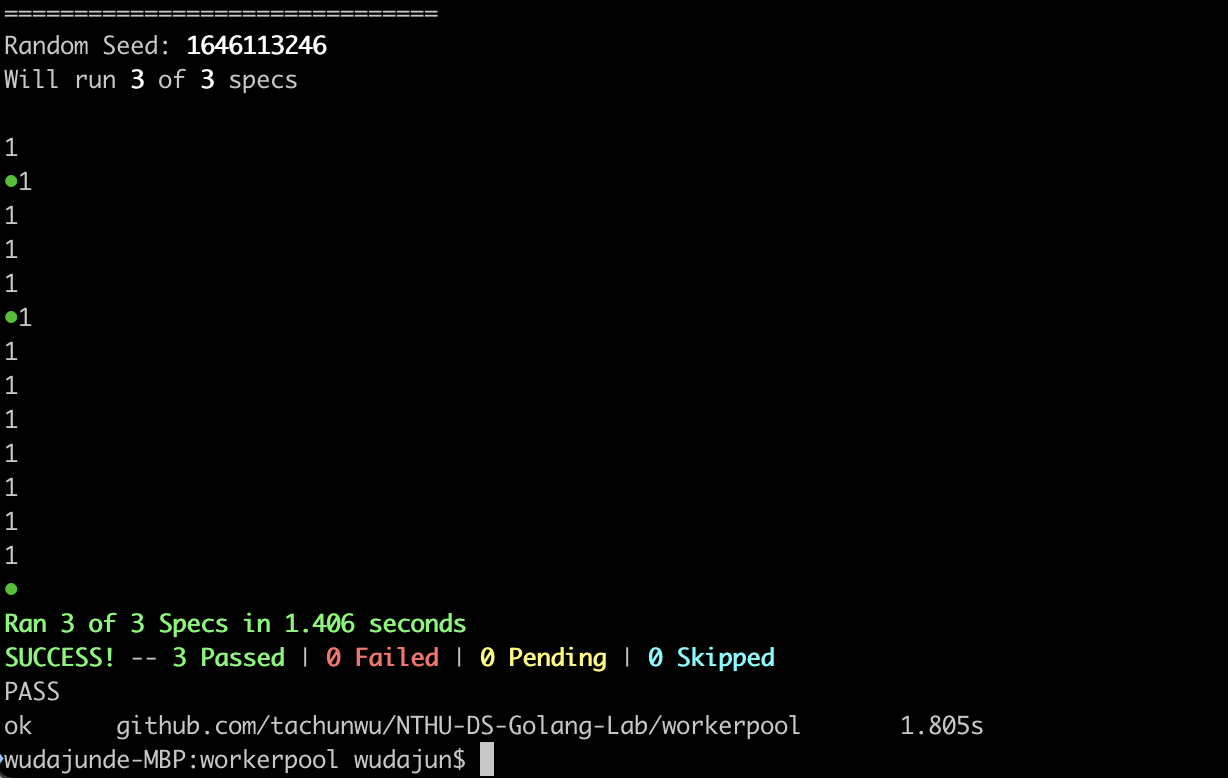 ===============================
Random Seed: 1646113246
Will run 3 of 3 specs
1
•1
1
1
1
•1
1
1
1
1
1
1
1
•
Ran 3 of 3 Specs in 1.406 seconds
SUCCESS! -- 3 Passed | 0 Failed | 0 Pending | 0 Skipped
PASS
ok      github.com/tachunwu/NTHU-DS-Golang-Lab/workerpool       1.805s
wudajunde-MBP:workerpool wudajun$